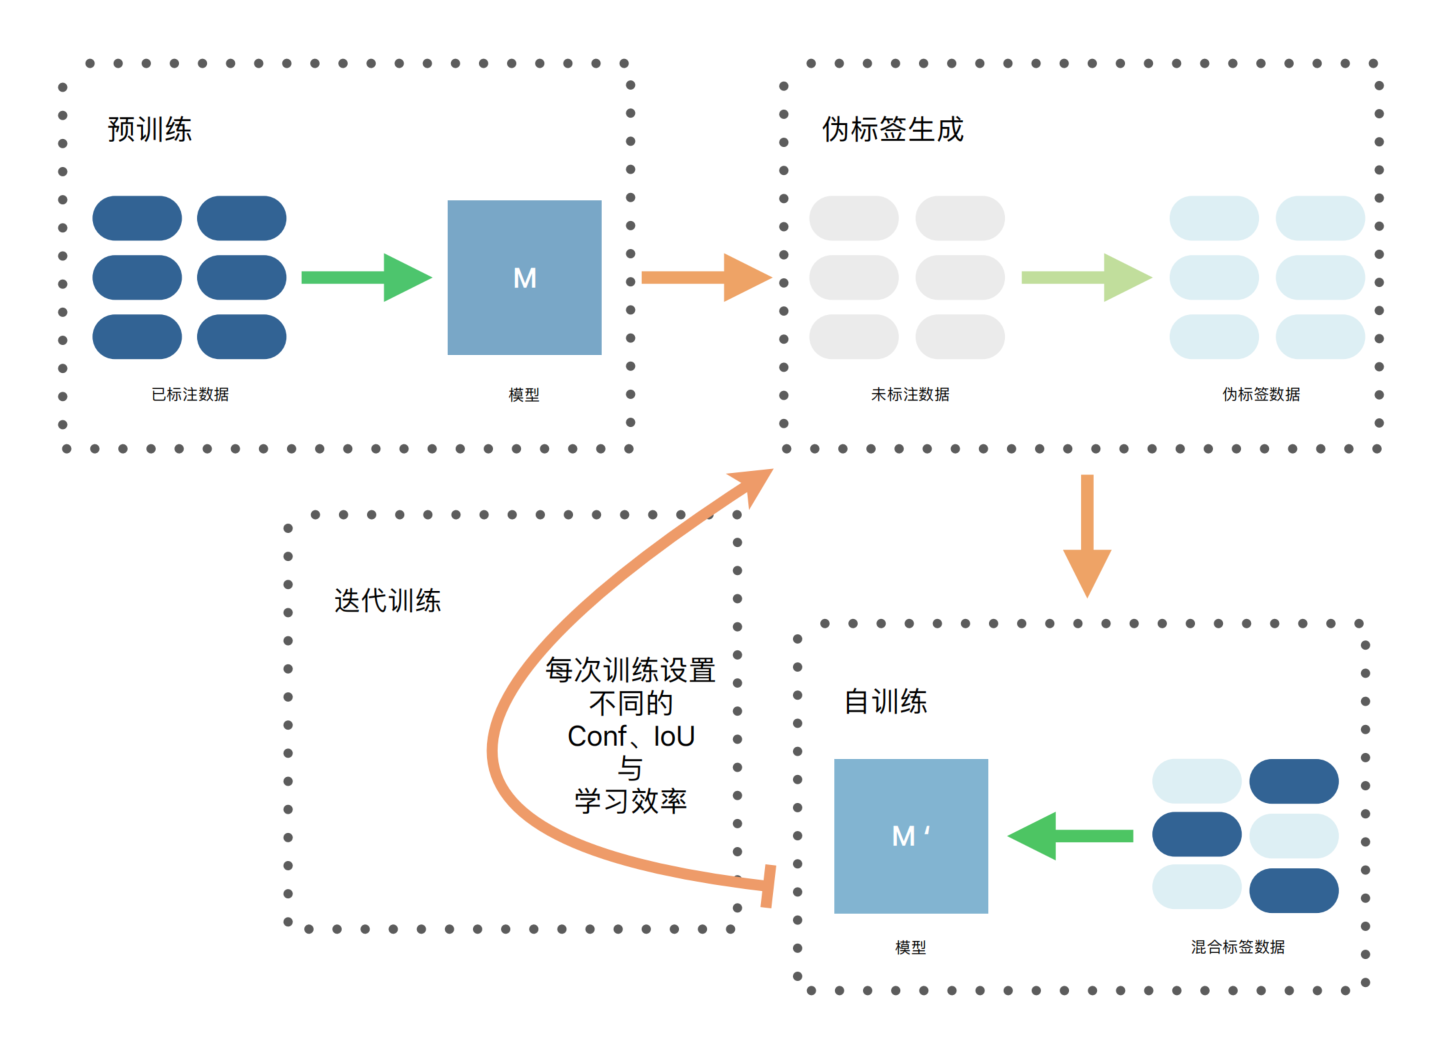 预训练
M
已标注数据
模型
伪标签生成
未标注数据
伪标签数据
迭代训练
每次训练设置
不同的
Conf、IoU
与
学习效率
自训练
M ‘
模型
混合标签数据